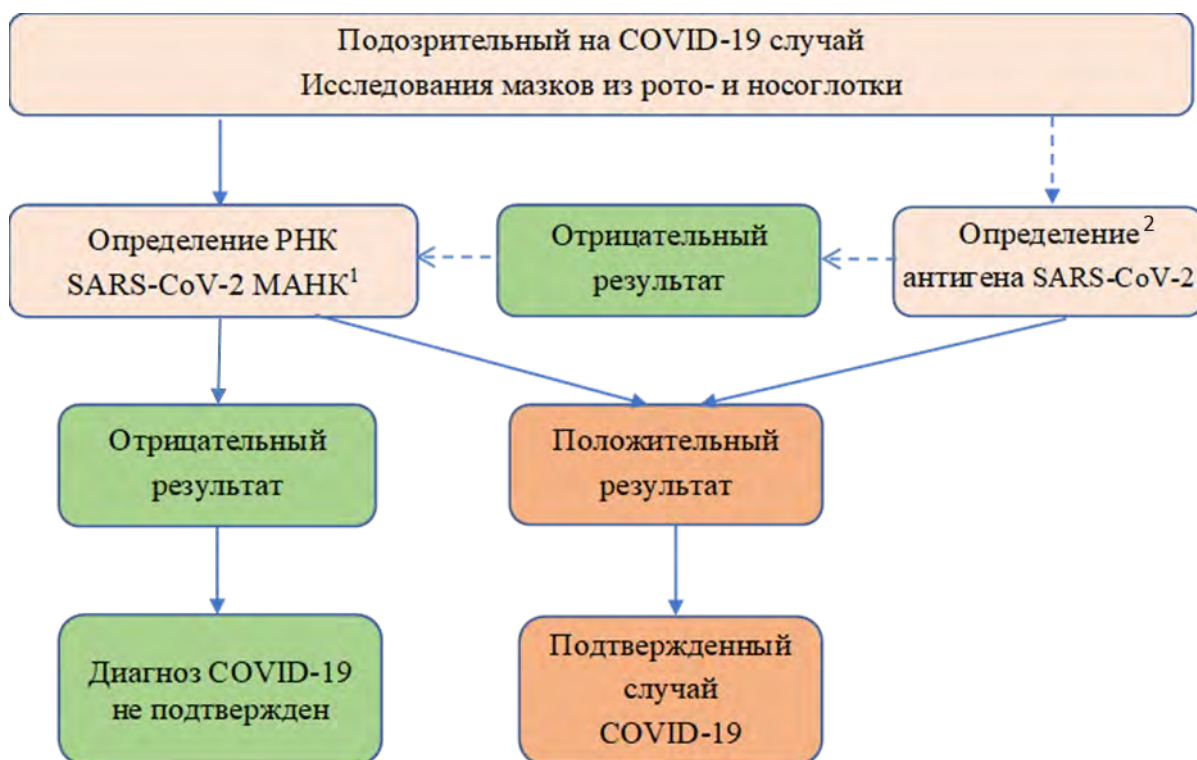 Подозрительный на COVID-19 случай
Исследования мазков из рото- и носоглотки
Определение РНК
SARS-CoV-2 МАНК¹
Отрицательный
результат
Определение²
антигена SARS-CoV-2
Отрицательный
результат
Положительный
результат
Диагноз COVID-19
не подтвержден
Подтвержденный
случай
COVID-19